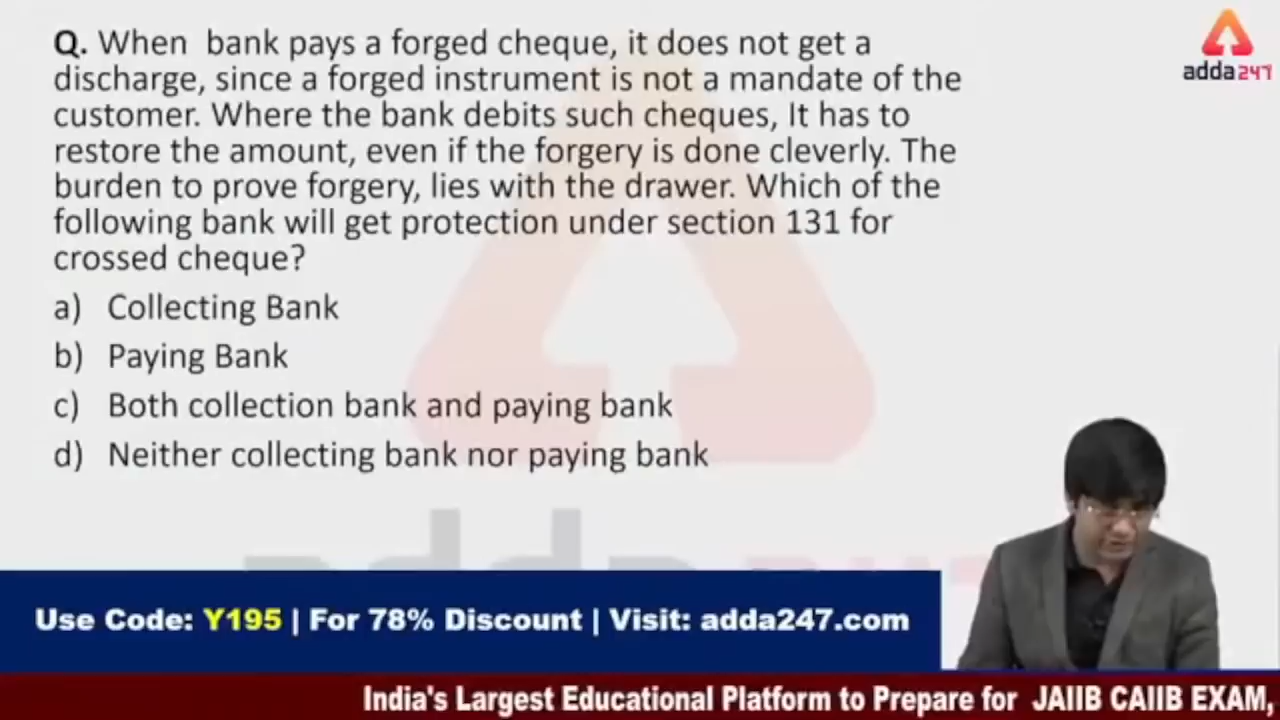 Q. When bank pays a forged cheque, it does not get a
discharge, since a forged instrument is not a mandate of the
customer. Where the bank debits such cheques, It has to
restore the amount, even if the forgery is done cleverly. The
burden to prove forgery, lies with the drawer. Which of the
following bank will get protection under section 131 for
crossed cheque?
a) Collecting Bank
b) Paying Bank
c) Both collection bank and paying bank
d) Neither collecting bank nor paying bank
adda247
Use Code: Y195 | For 78% Discount | Visit: adda247.com
India's Largest Educational Platform to Prepare for JAIIB CAIIB EXAM,